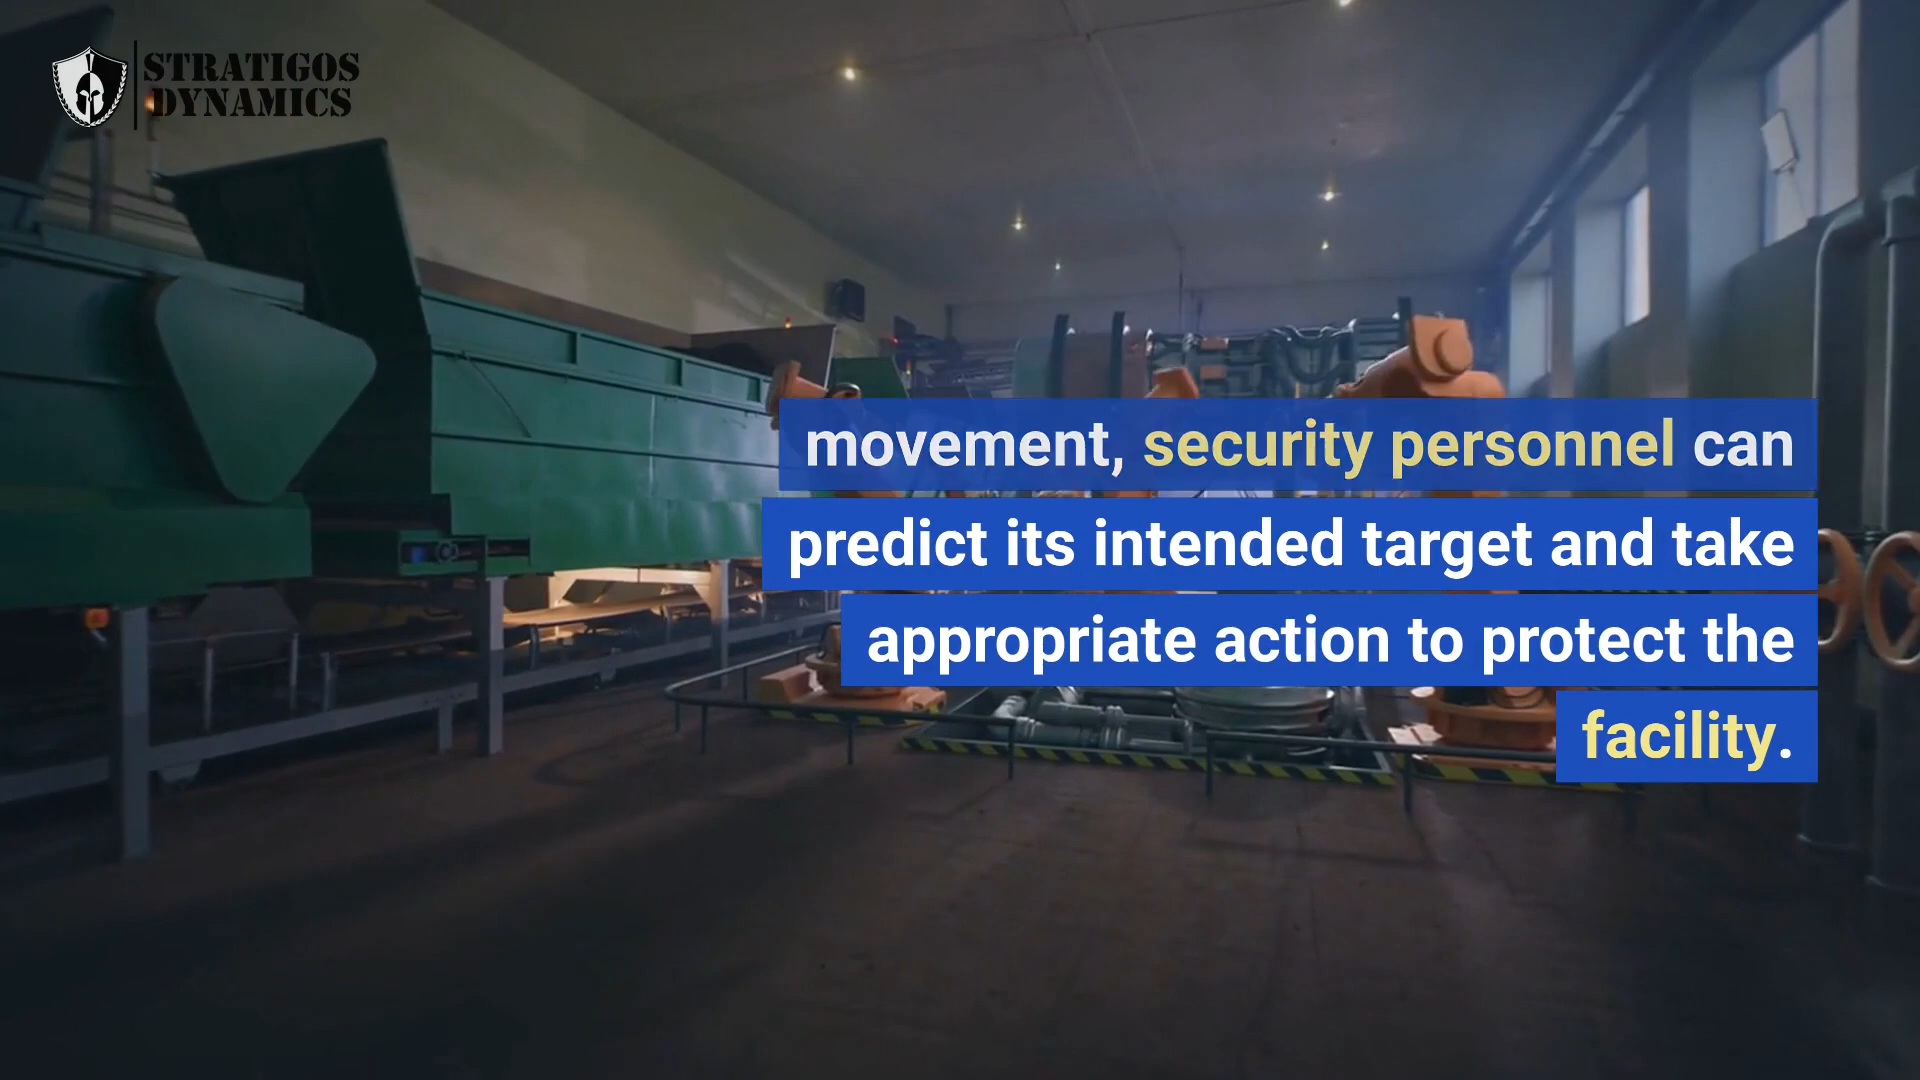 STRATIGOS
DYNAMICS
movement, security personnel can
predict its intended target and take
appropriate action to protect the
facility.